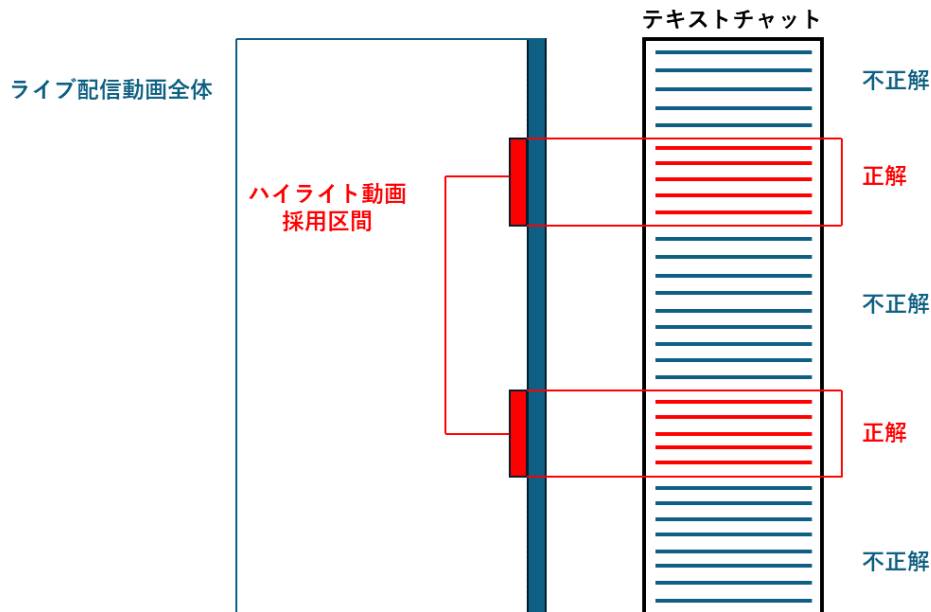 テキストチャット
ライブ配信動画全体
不正解
ハイライト動画
採用区間
正解
不正解
正解
不正解